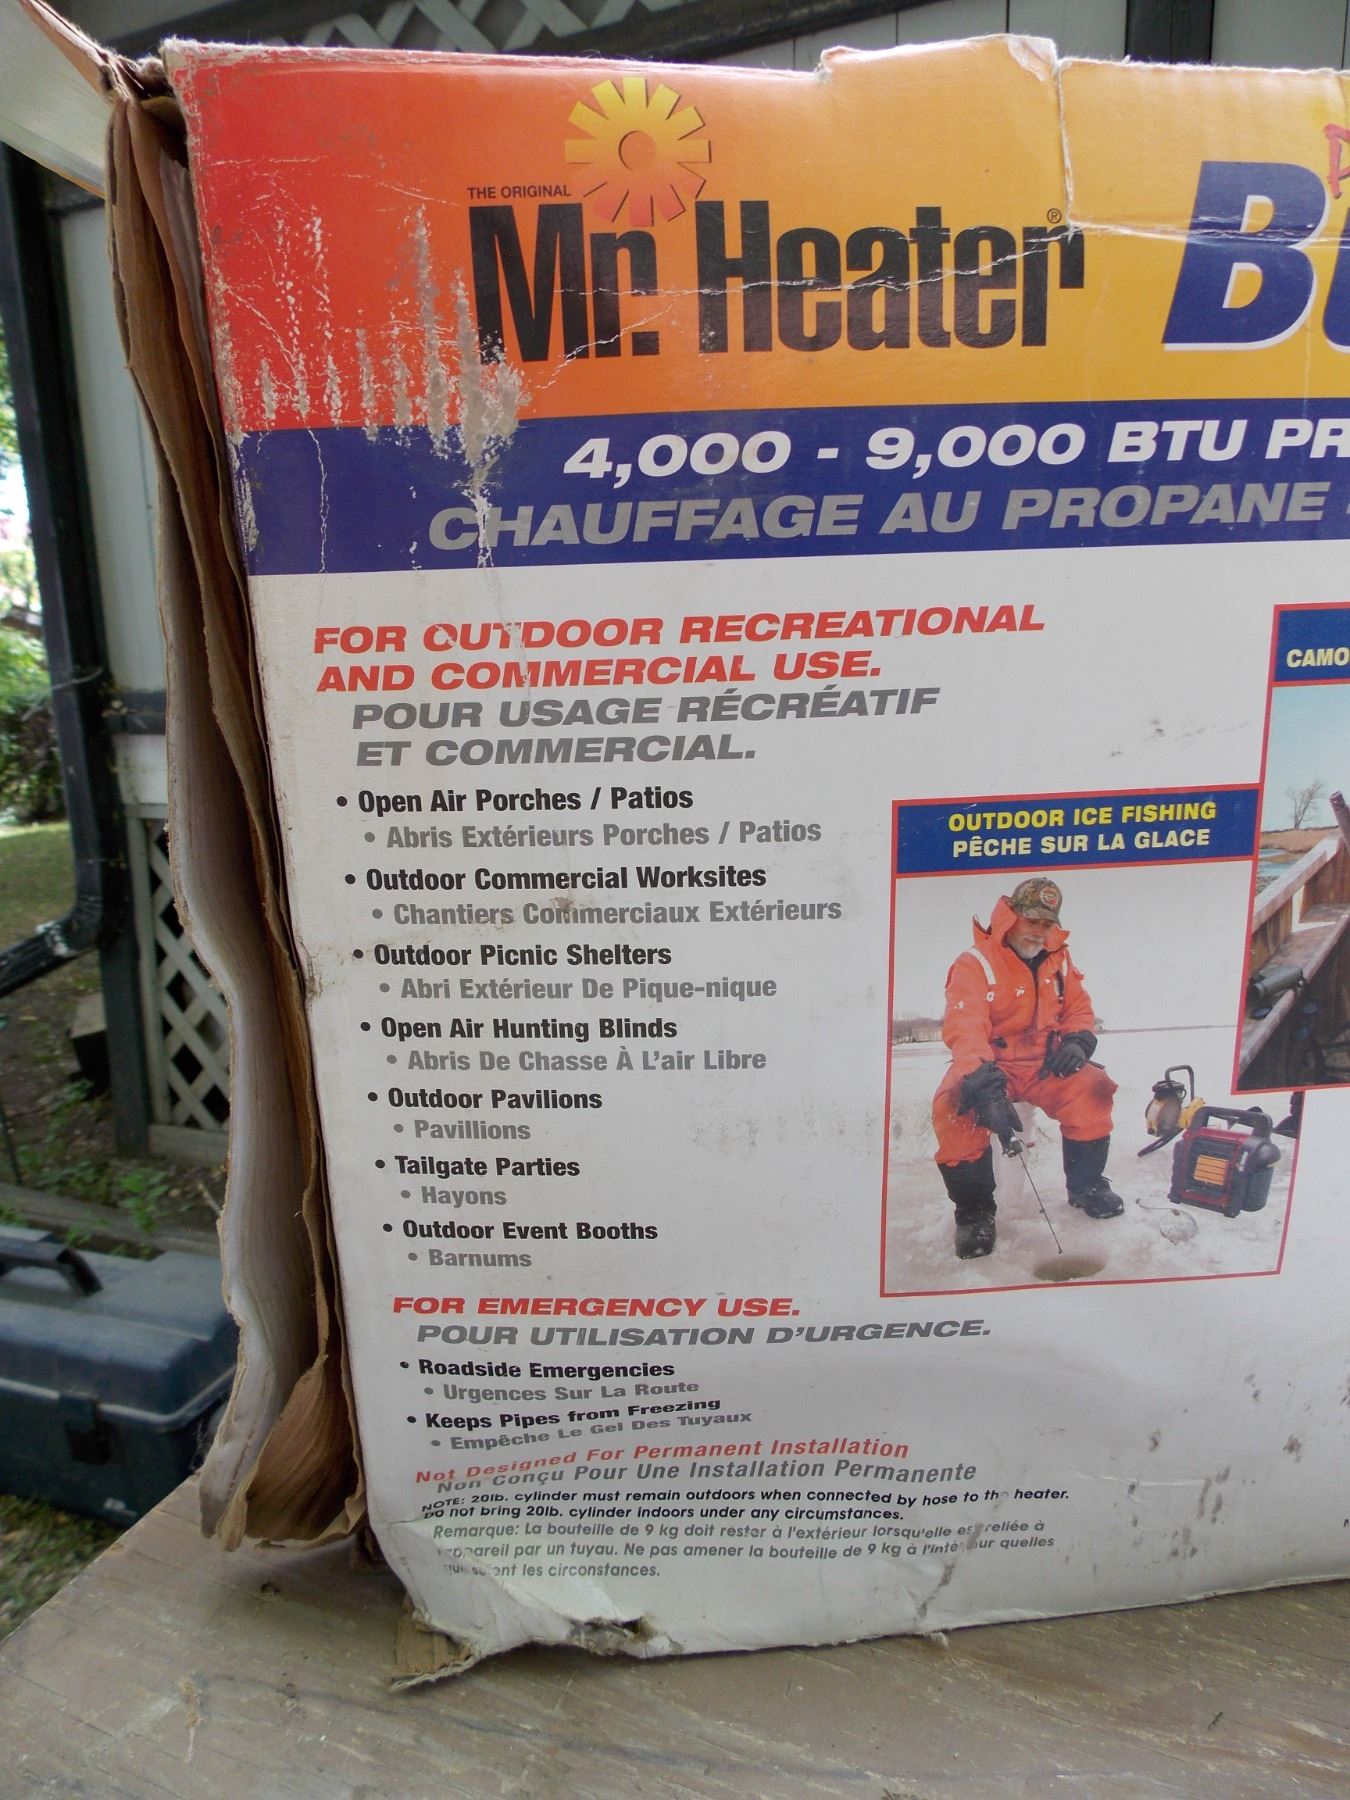 THE ORIGINAL
Mr. Heater®
4,000 - 9,000 BTU
CHAUFFAGE AU PROPANE
FOR OUTDOOR RECREATIONAL
AND COMMERCIAL USE.
POUR USAGE RÉCRÉATIF
ET COMMERCIAL.
• Open Air Porches / Patios
• Abris Extérieurs Porches / Patios
• Outdoor Commercial Worksites
• Chantiers Commerciaux Extérieurs
• Outdoor Picnic Shelters
• Abri Extérieur De Pique-nique
• Open Air Hunting Blinds
• Abris De Chasse À L'air Libre
• Outdoor Pavilions
• Pavillions
• Tailgate Parties
• Hayons
• Outdoor Event Booths
• Barnums
OUTDOOR ICE FISHING
PÊCHE SUR LA GLACE
CAMO
FOR EMERGENCY USE.
POUR UTILISATION D'URGENCE.
• Roadside Emergencies
• Urgences Sur La Route
• Keeps Pipes from Freezing
• Empêche Le Gel Des Tuyaux
Not Designed For Permanent Installation
Non Conçu Pour Une Installation Permanente
NOTE: 20lb. cylinder must remain outdoors when connected by hose to the heater.
Do not bring 20lb. cylinder indoors under any circumstances.
Remarque: La bouteille de 9 kg doit rester à l'extérieur lorsqu'elle reliée à
par un tuyau. Ne pas amener la bouteille de 9 kg à quelles
les circonstances.